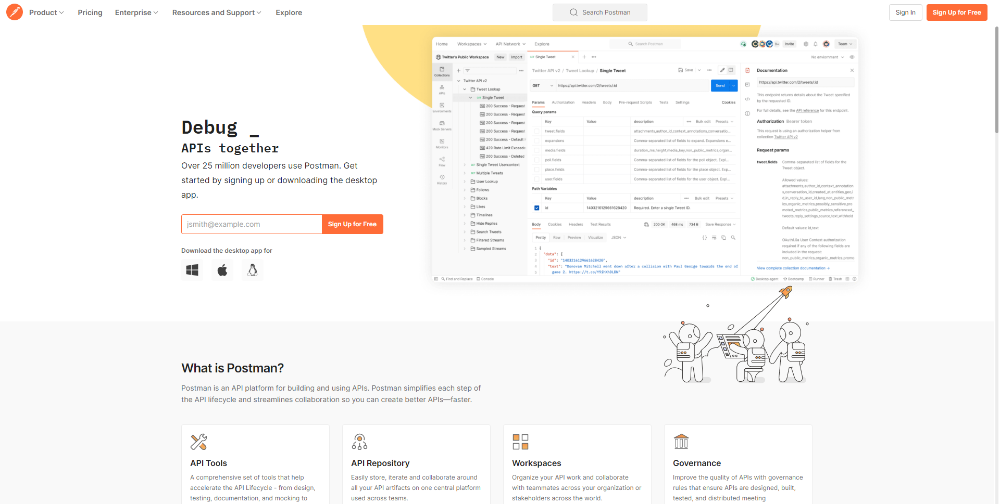 Product
Pricing
Enterprise
Resources and Support
Explore
Search Postman
Sign In
Sign Up for Free
Debug _
APIs together
Over 25 million developers use Postman. Get
started by signing up or downloading the desktop
app.
jsmith@example.com
Sign Up for Free
Download the desktop app for
Home
Workspaces
API Network
Explore
Search Postman
9+
Invite
Team
Twitter's Public Workspace
New
Import
GET Single Tweet
No enviornment
Collections
APIs
Environments
Mock Servers
Monitors
Flow
History
Twitter API v2
Tweet Lookup
GET Single Tweet
200 Success - Request
200 Success - Request
200 Success - Request
200 Success - Request
200 Success - Default R
429 Rate Limit Exceede
200 Success - Deleted
GET Single Tweet Usercontext
GET Multiple Tweets
User Lookup
Follows
Blocks
Likes
Timelines
Hide Replies
Search Tweets
Filtered Streams
Sampled Streams
Twitter API v2 / Tweet Lookup / Single Tweet
Save
GET
https://api.twitter.com/2/tweets/:id
Send
Params
Authorization
Headers
Body
Pre-request Scripts
Tests
Settings
Cookies
Query params
Key
Value
description
Bulk edit
Presets
tweet.fields
attachments,author_id,context_annotations,conversatio...
expansions
Comma-separated list of fields to expand. Expansions e...
media.fields
duration_ms,height,media_key,non_public_metrics,organ...
poll.fields
Comma-separated list of fields for the poll object. Expl...
place.fields
Comma-separated list of fields for the place object. Exp...
user.fields
Comma-separated list of fields for the user object. Expl...
Path Variables
Key
Value
description
Bulk edit
Presets
id
1403216129661628420
Required. Enter a single Tweet ID.
Body
Cookies
Headers
Test Results
200 OK
468 ms
734 B
Save Response
Pretty
Raw
Preview
Visualize
JSON
1 {
2 "data": {
3 "id": "1403216129661628420",
4 "text": "Donovan Mitchell went down after a collision with Paul George towards the end of
5 game 2. https://t.co/Y9ihXhDLDN"
Documentation
https://api.twitter.com/2/tweets/:id
This endpoint returns details about the Tweet specified
by the requested ID.
For full details, see the API reference for this endpoint.
Authorization Bearer token
This request is using an authorization helper from
collection Twitter API v2
Request params
tweet.fields
Comma-separated list of fields for the
Tweet object.
Allowed values:
attachments,author_id,context_annotation
s,conversation_id,created_at,entities,geo,i
d,in_reply_to_user_id,lang,non_public_metr
ics,organic_metrics,possibly_sensitive,pro
moted_metrics,public_metrics,referenced_
tweets,reply_settings,source,text,withheld
Default values: id,text
OAuth1.0a User Context authorization
required if any of the following fields are
included in the request:
non_public_metrics,organic_metrics,promo
View complete collection documentation →
Find and Replace
Console
Desktop agent
Bootcamp
Runner
Trash
What is Postman?
Postman is an API platform for building and using APIs. Postman simplifies each step of
the API lifecycle and streamlines collaboration so you can create better APIs—faster.
API Tools
A comprehensive set of tools that help
accelerate the API Lifecycle - from design,
testing, documentation, and mocking to
API Repository
Easily store, iterate and collaborate around
all your API artifacts on one central platform
used across teams.
Workspaces
Organize your API work and collaborate
with teammates across your organization or
stakeholders across the world.
Governance
Improve the quality of APIs with governance
rules that ensure APIs are designed, built,
tested, and distributed meeting